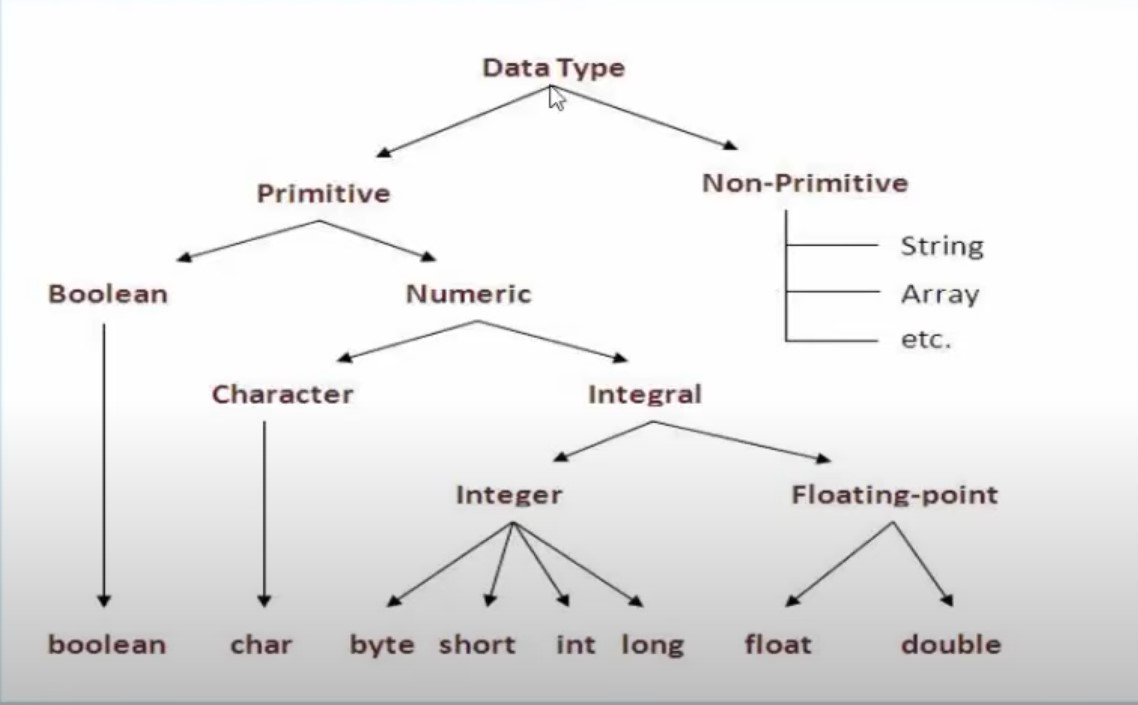 Data Type
Primitive
Non-Primitive
String
Array
etc.
Boolean
Numeric
Character
Integral
Integer
Floating-point
boolean char byte short int long float double